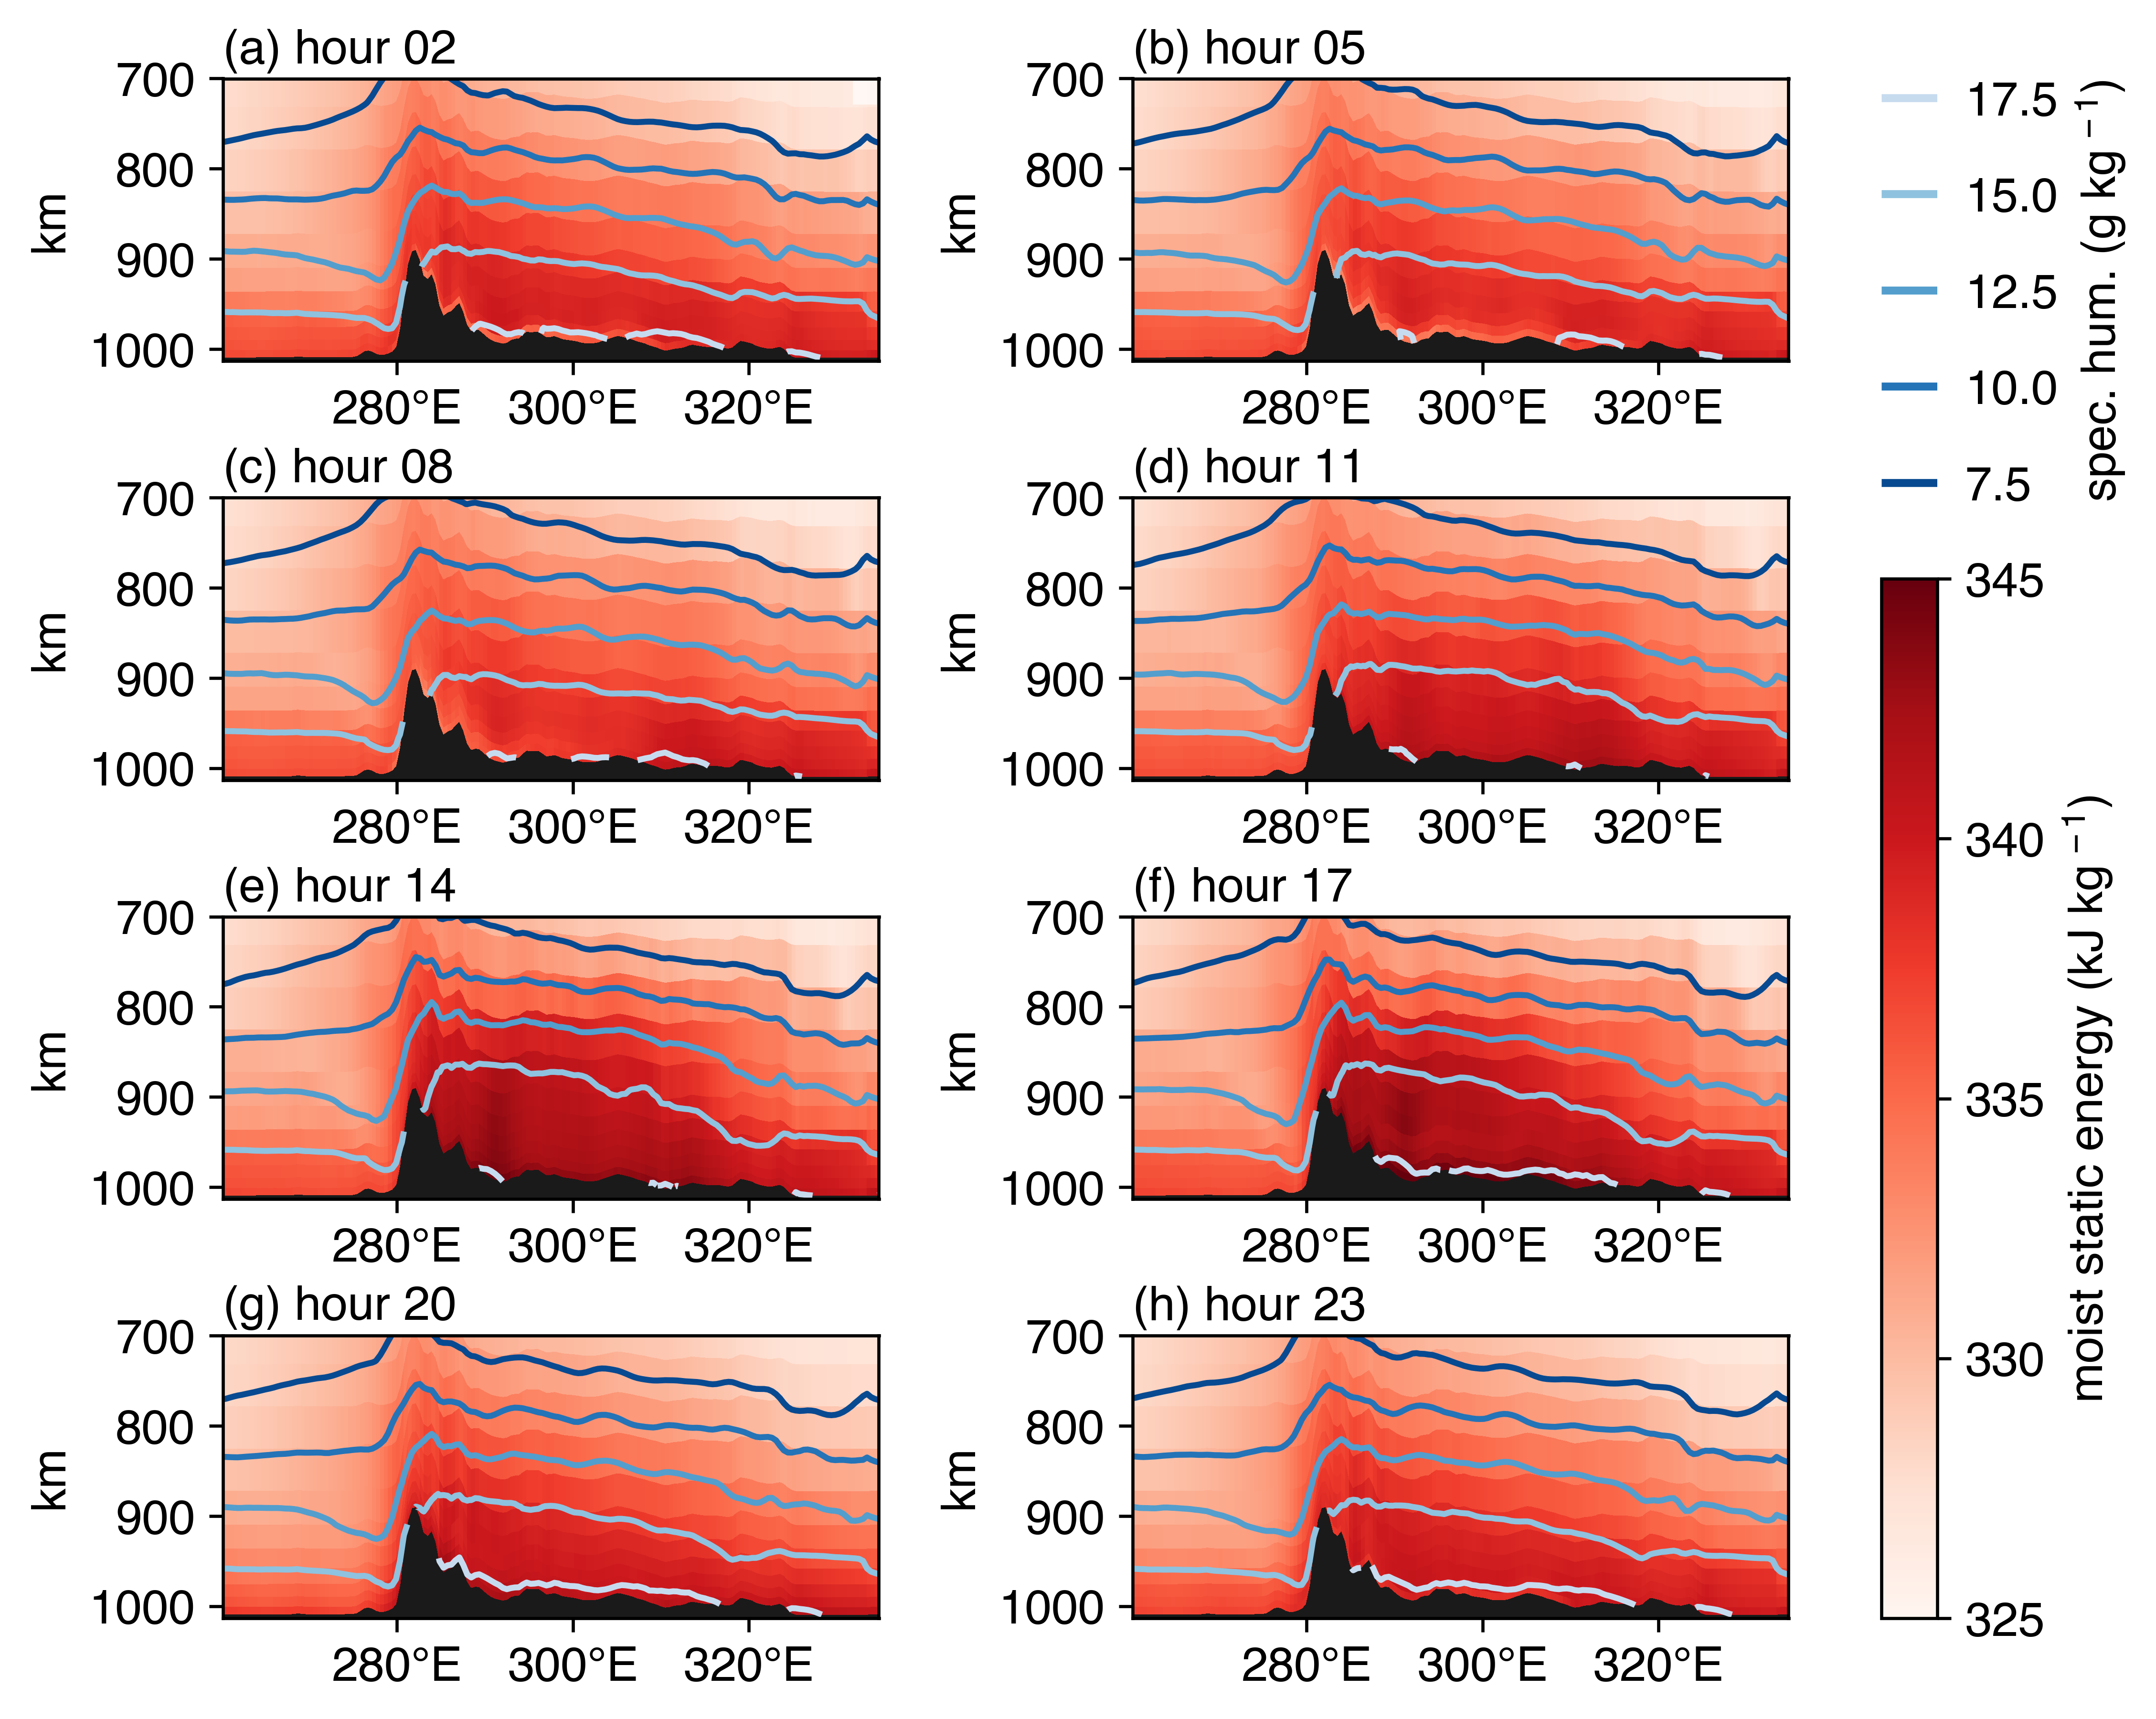 (a) hour 02
700
800
900
1000
km
280°E 300°E 320°E
(b) hour 05
700
800
900
1000
km
280°E 300°E 320°E
(c) hour 08
700
800
900
1000
km
280°E 300°E 320°E
(d) hour 11
700
800
900
1000
km
280°E 300°E 320°E
(e) hour 14
700
800
900
1000
km
280°E 300°E 320°E
(f) hour 17
700
800
900
1000
km
280°E 300°E 320°E
(g) hour 20
700
800
900
1000
km
280°E 300°E 320°E
(h) hour 23
700
800
900
1000
km
280°E 300°E 320°E
17.5
15.0
12.5
10.0
7.5
spec. hum. (g kg⁻¹)
345
340
335
330
325
moist static energy (kJ kg⁻¹)